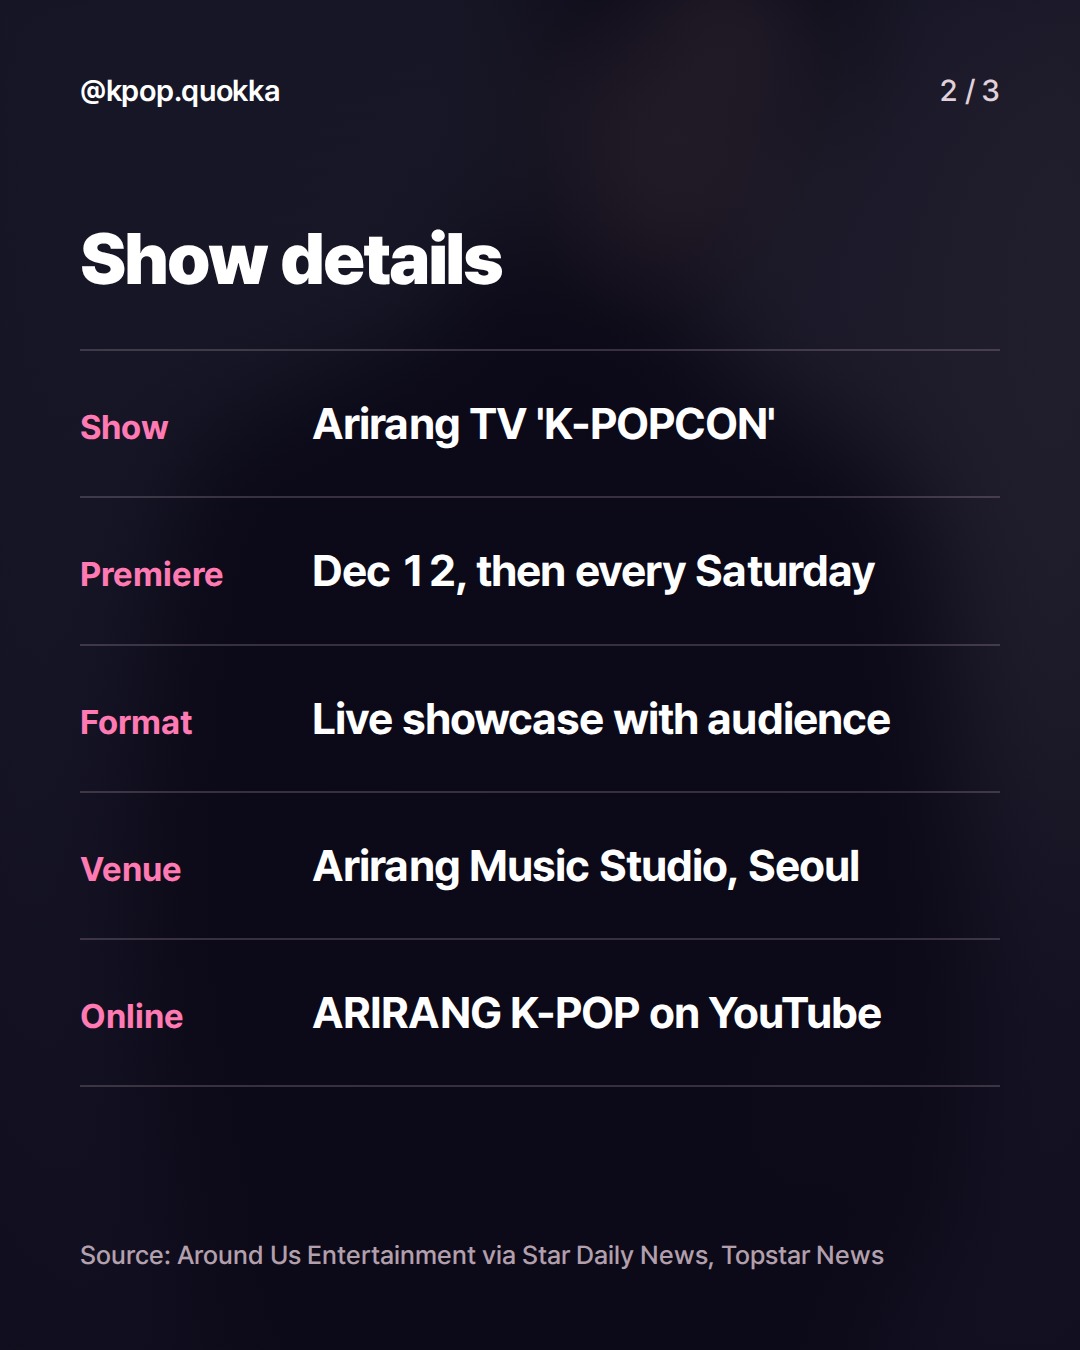 @kpop.quokka
2 / 3
Show details
Show
Arirang TV 'K-POPCON'
Premiere
Dec 12, then every Saturday
Format
Live showcase with audience
Venue
Arirang Music Studio, Seoul
Online
ARIRANG K-POP on YouTube
Source: Around Us Entertainment via Star Daily News, Topstar News